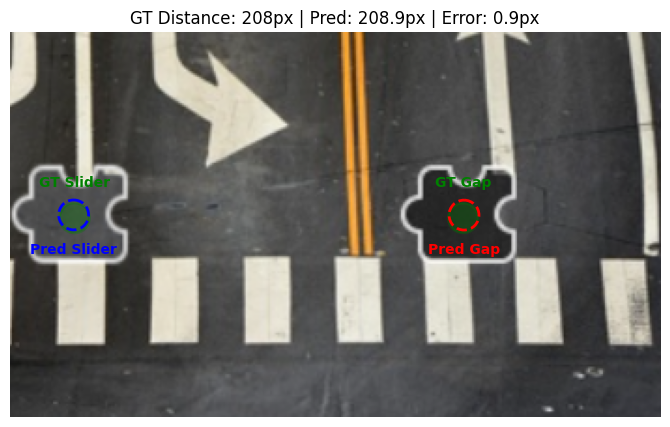 GT Distance: 208px | Pred: 208.9px | Error: 0.9px
GT Slider
GT Gap
Pred Slider
Pred Gap